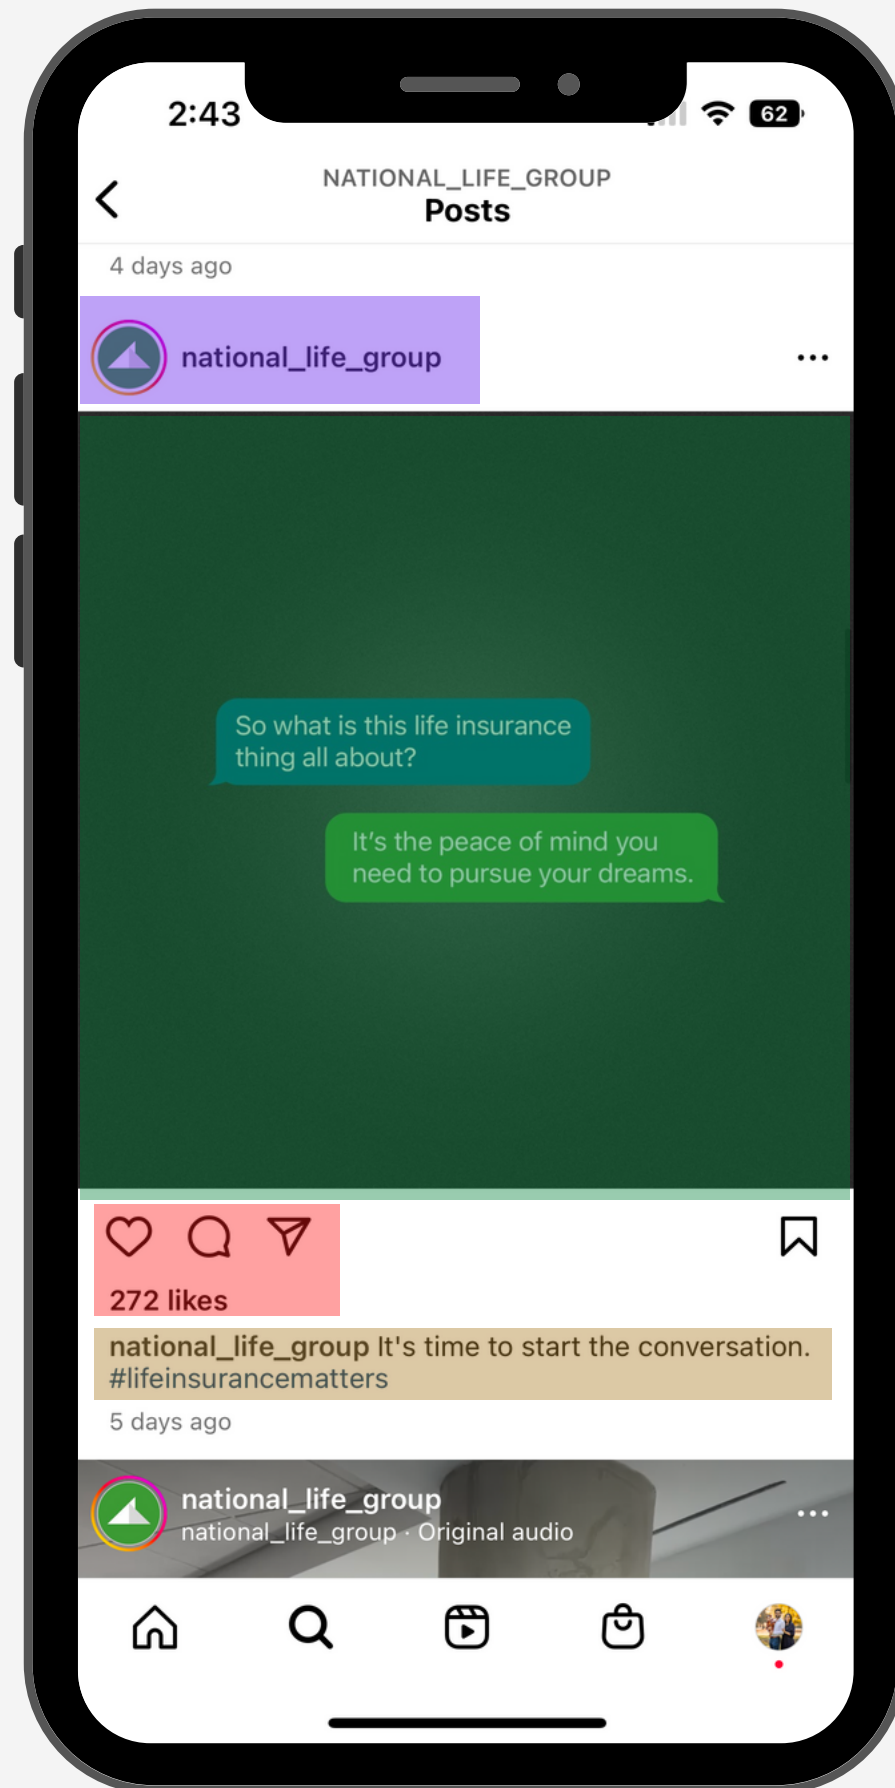 2:43
62
NATIONAL_LIFE_GROUP
Posts
4 days ago
national_life_group
So what is this life insurance
thing all about?
It's the peace of mind you
need to pursue your dreams.
272 likes
national_life_group It's time to start the conversation.
#lifeinsurancematters
5 days ago
national_life_group
national_life_group · Original audio